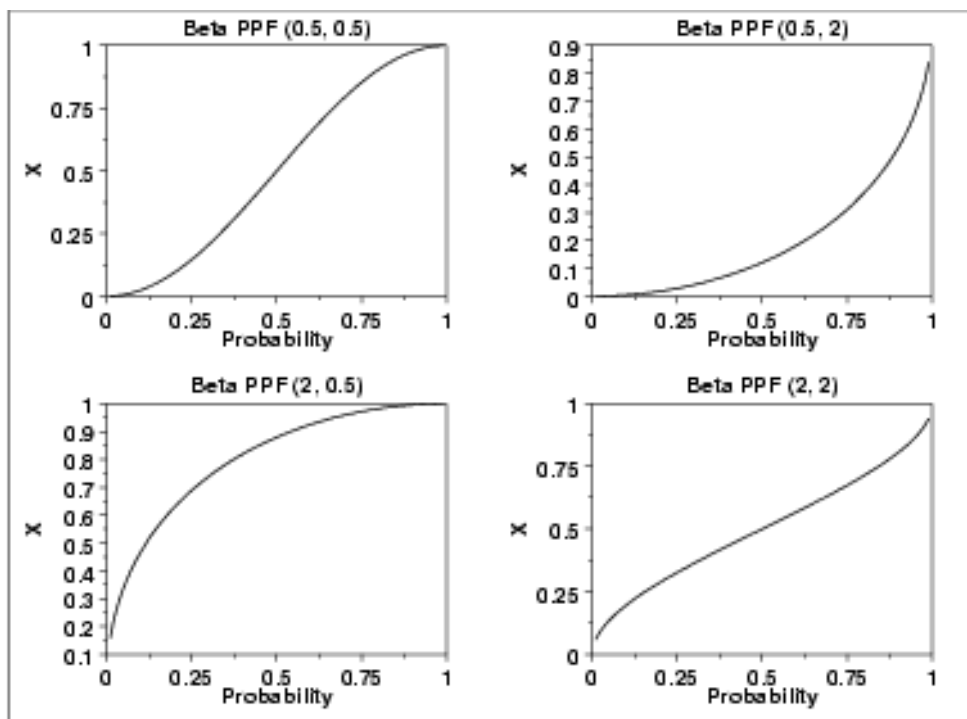 Beta PPF (0.5, 0.5)
1
0.75
0.5
0.25
0
X
0 0.25 0.5 0.75 1
Probability
Beta PPF (0.5, 2)
0.9
0.8
0.7
0.6
0.5
0.4
0.3
0.2
0.1
0
X
0 0.25 0.5 0.75 1
Probability
Beta PPF (2, 0.5)
1
0.9
0.8
0.7
0.6
0.5
0.4
0.3
0.2
0.1
X
0 0.25 0.5 0.75 1
Probability
Beta PPF (2, 2)
1
0.75
0.5
0.25
0
X
0 0.25 0.5 0.75 1
Probability